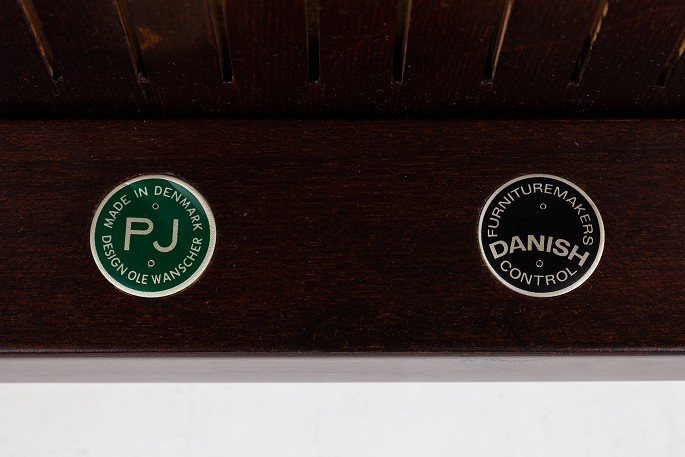 MADE IN DENMARK
PJ
DESIGN OLE WANSCHER
FURNITUREMAKERS
DANISH
CONTROL